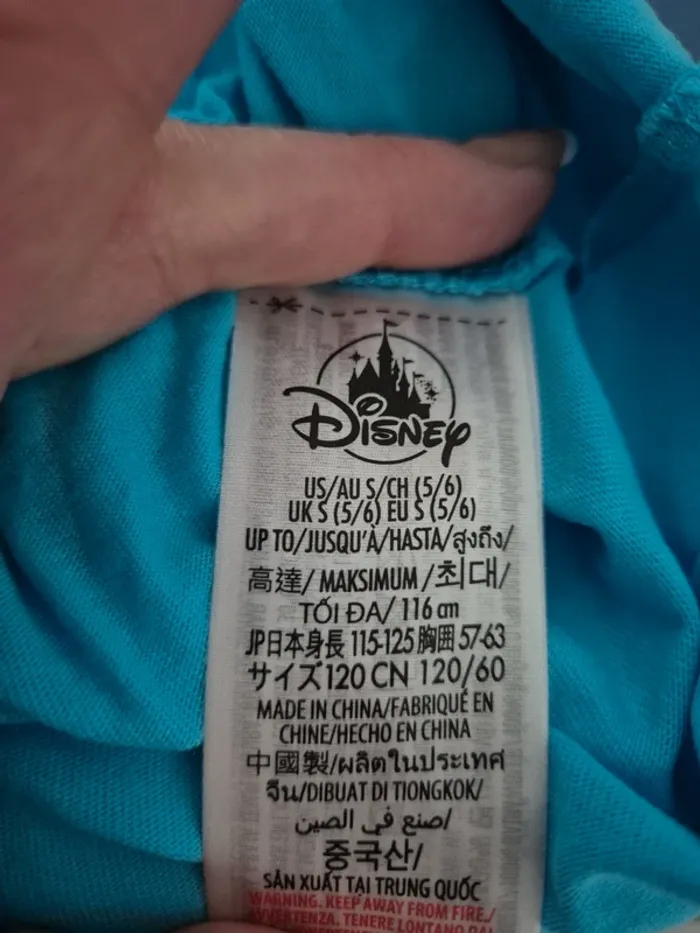 Disney
US/AU S/CH (5/6)
UK S (5/6) EU S (5/6)
UP TO/JUSQU'À/HASTA/สูงถึง/
高達/ MAKSIMUM /최대/
TỐI ĐA/ 116 cm
JP日本身長 115-125 胸囲 57-63
サイズ120 CN 120/60
MADE IN CHINA/FABRIQUÉ EN
CHINE/HECHO EN CHINA
中國製/ผลิตในประเทศ
จีน/DIBUAT DI TIONGKOK/
صنع في الصين/
중국산/
SẢN XUẤT TẠI TRUNG QUỐC
WARNING. KEEP AWAY FROM FIRE./
AVVERTENZA. TENERE LONTANO DAL